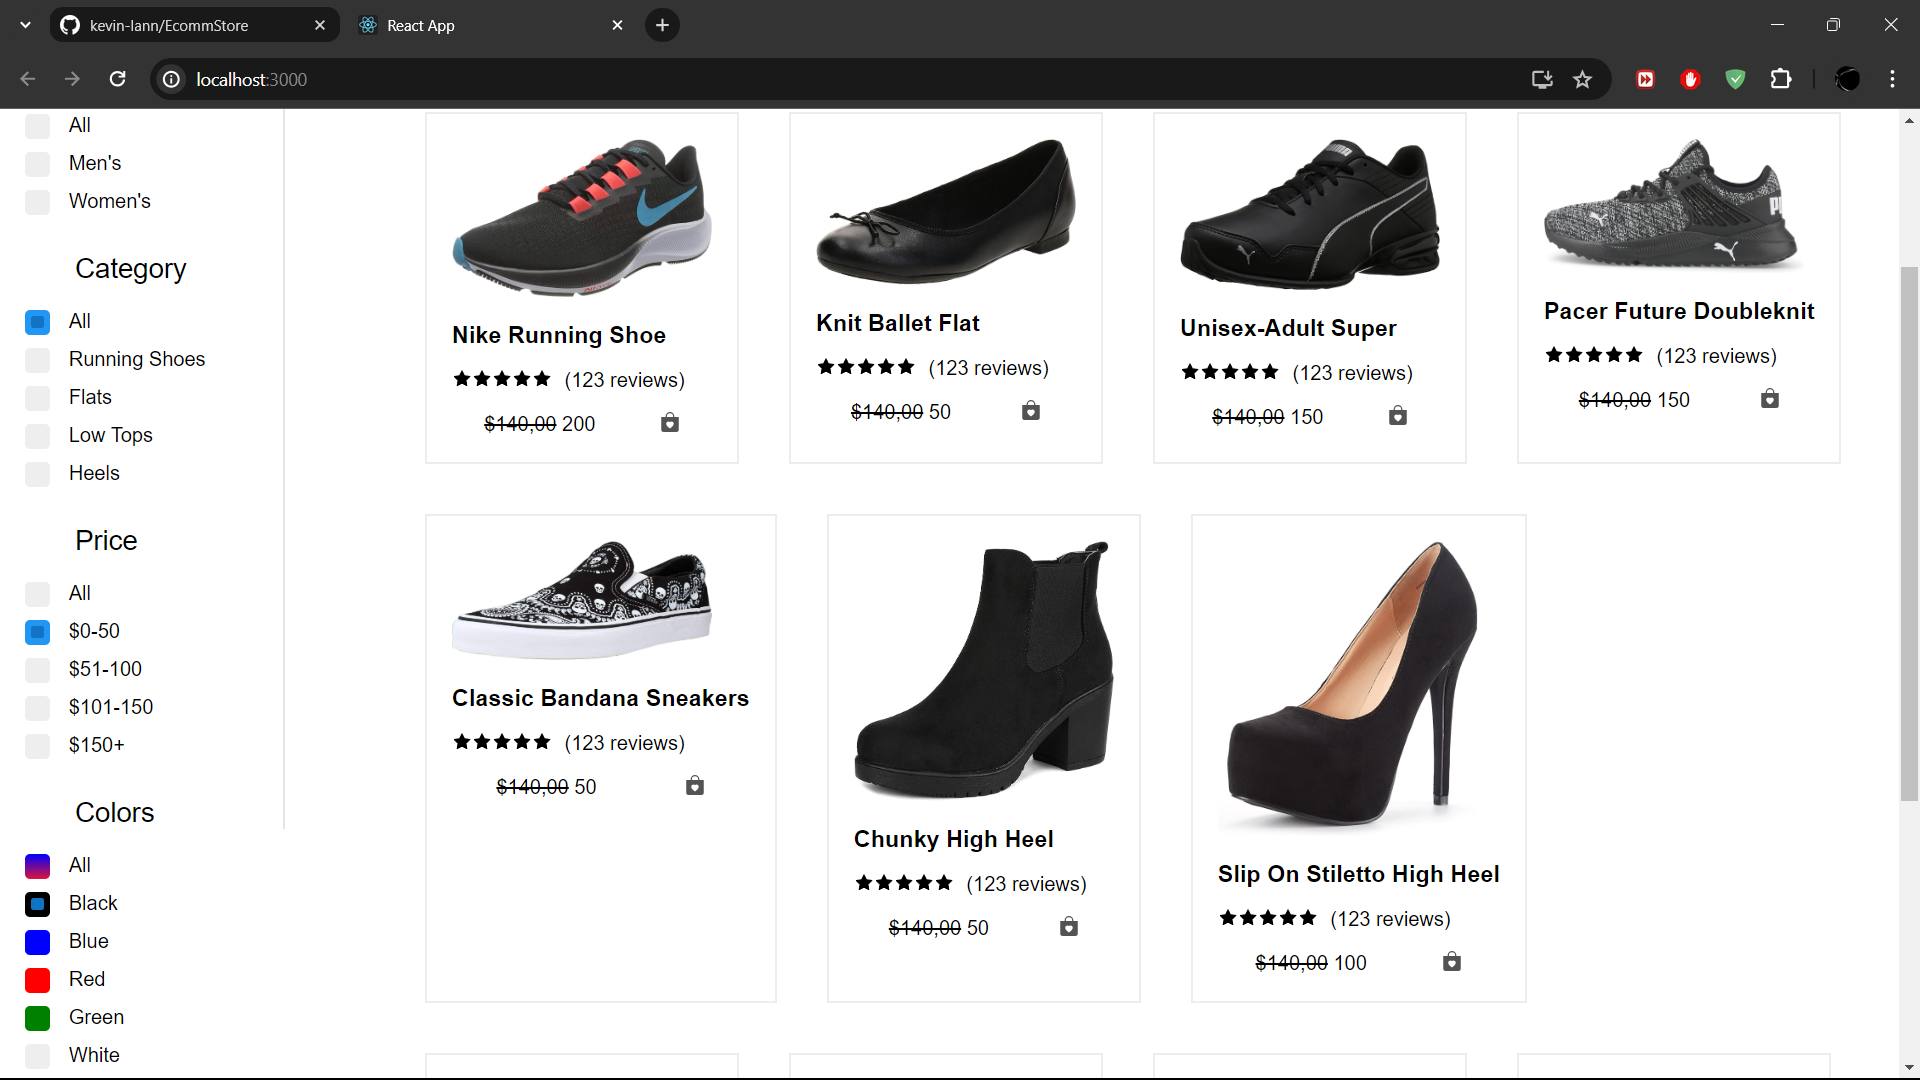 kevin-lann/EcommStore
React App
localhost:3000
All
Men's
Women's
Category
All
Running Shoes
Flats
Low Tops
Heels
Price
All
$0-50
$51-100
$101-150
$150+
Colors
All
Black
Blue
Red
Green
White
Nike Running Shoe
(123 reviews)
$140,00 200
Knit Ballet Flat
(123 reviews)
$140,00 50
PUMA
Unisex-Adult Super
(123 reviews)
$140,00 150
Pacer Future Doubleknit
(123 reviews)
$140,00 150
Classic Bandana Sneakers
(123 reviews)
$140,00 50
Chunky High Heel
(123 reviews)
$140,00 50
Slip On Stiletto High Heel
(123 reviews)
$140,00 100